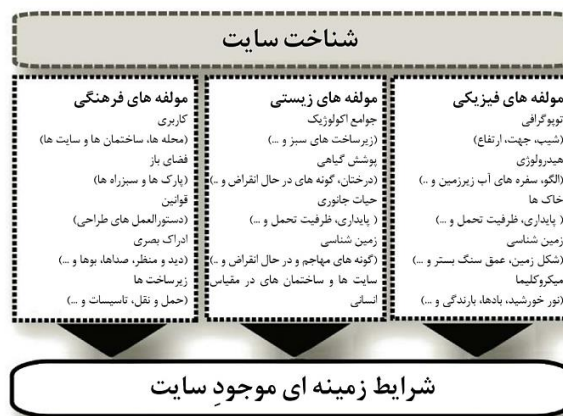 شناخت سایت
مولفه های فیزیکی
توپوگرافی
(شیب، جهت، ارتفاع)
هیدرولوژی
(الگو، سفره های آب زیرزمین و ..)
خاک ها
( پایداری، ظرفیت تحمل و ...)
زمین شناسی
(شکل زمین، عمق سنگ بستر و ...)
میکروکلیما
(نور خورشید، بادها، بارندگی و ...)
مولفه های زیستی
جوامع اکولوژیک
(زیرساخت های سبز و ...)
پوشش گیاهی
(درختان، گونه های در حال انقراض و ..)
حیات جانوری
( پایداری، ظرفیت تحمل و ...)
زمین شناسی
(گونه های مهاجم و در حال انقراض و ..)
سایت ها و ساختمان های در مقیاس
انسانی
مولفه های فرهنگی
کاربری
(محله ها، ساختمان ها و سایت ها)
فضای باز
(پارک ها و سبزراه ها)
قوانین
(دستورالعمل های طراحی)
ادراک بصری
(دید و منظر، صداها، بوها و ...)
زیرساخت ها
(حمل و نقل، تاسیسات و ...)
شرایط زمینه ای موجودِ سایت